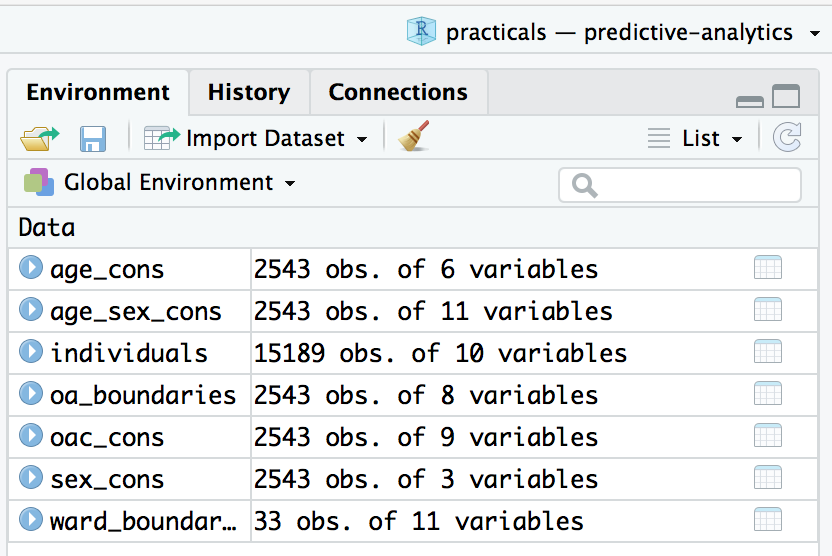 R practicals — predictive-analytics
Environment History Connections
Import Dataset List
Global Environment
Data
age_cons 2543 obs. of 6 variables
age_sex_cons 2543 obs. of 11 variables
individuals 15189 obs. of 10 variables
oa_boundaries 2543 obs. of 8 variables
oac_cons 2543 obs. of 9 variables
sex_cons 2543 obs. of 3 variables
ward_boundar… 33 obs. of 11 variables